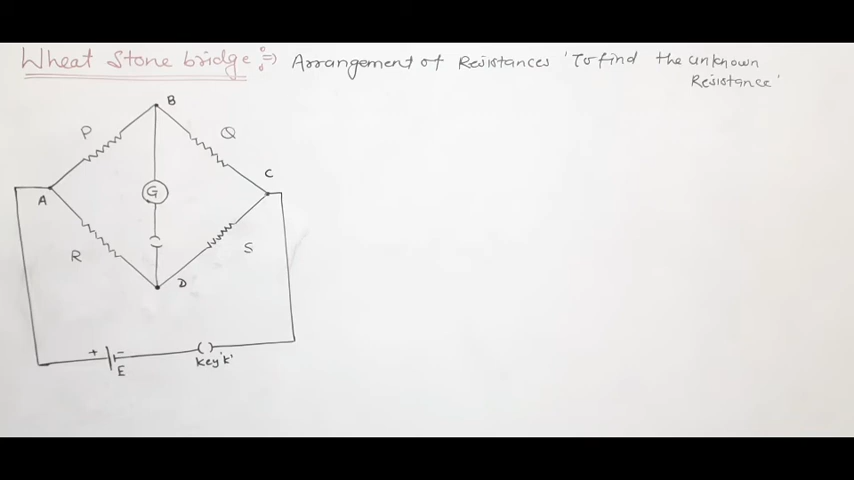 Wheat Stone bridge :⇒ Arrangement of Resistances 'To find the unknown
Resistance'
B
P
Q
C
G
A
R
S
D
+ -
E
Key 'K'